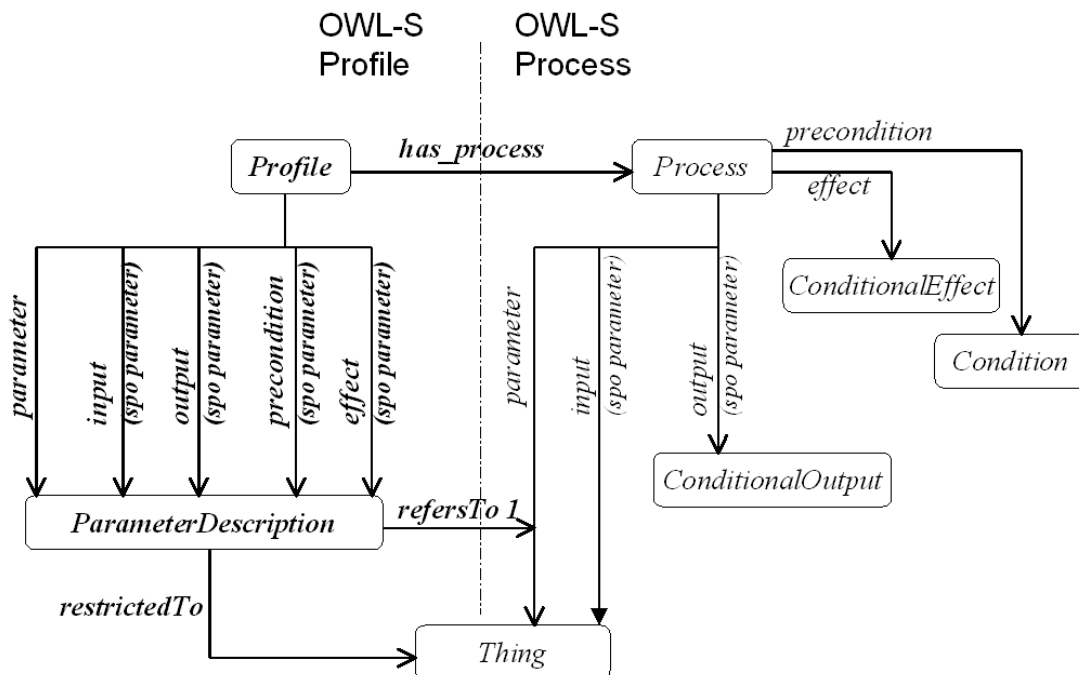 OWL-S
Profile
OWL-S
Process
Profile
has_process
Process
precondition
effect
ConditionalEffect
Condition
parameter
input
(spo parameter)
output
(spo parameter)
precondition
(spo parameter)
effect
(spo parameter)
parameter
input
(spo parameter)
output
(spo parameter)
ConditionalOutput
ParameterDescription
refersTo 1
restrictedTo
Thing